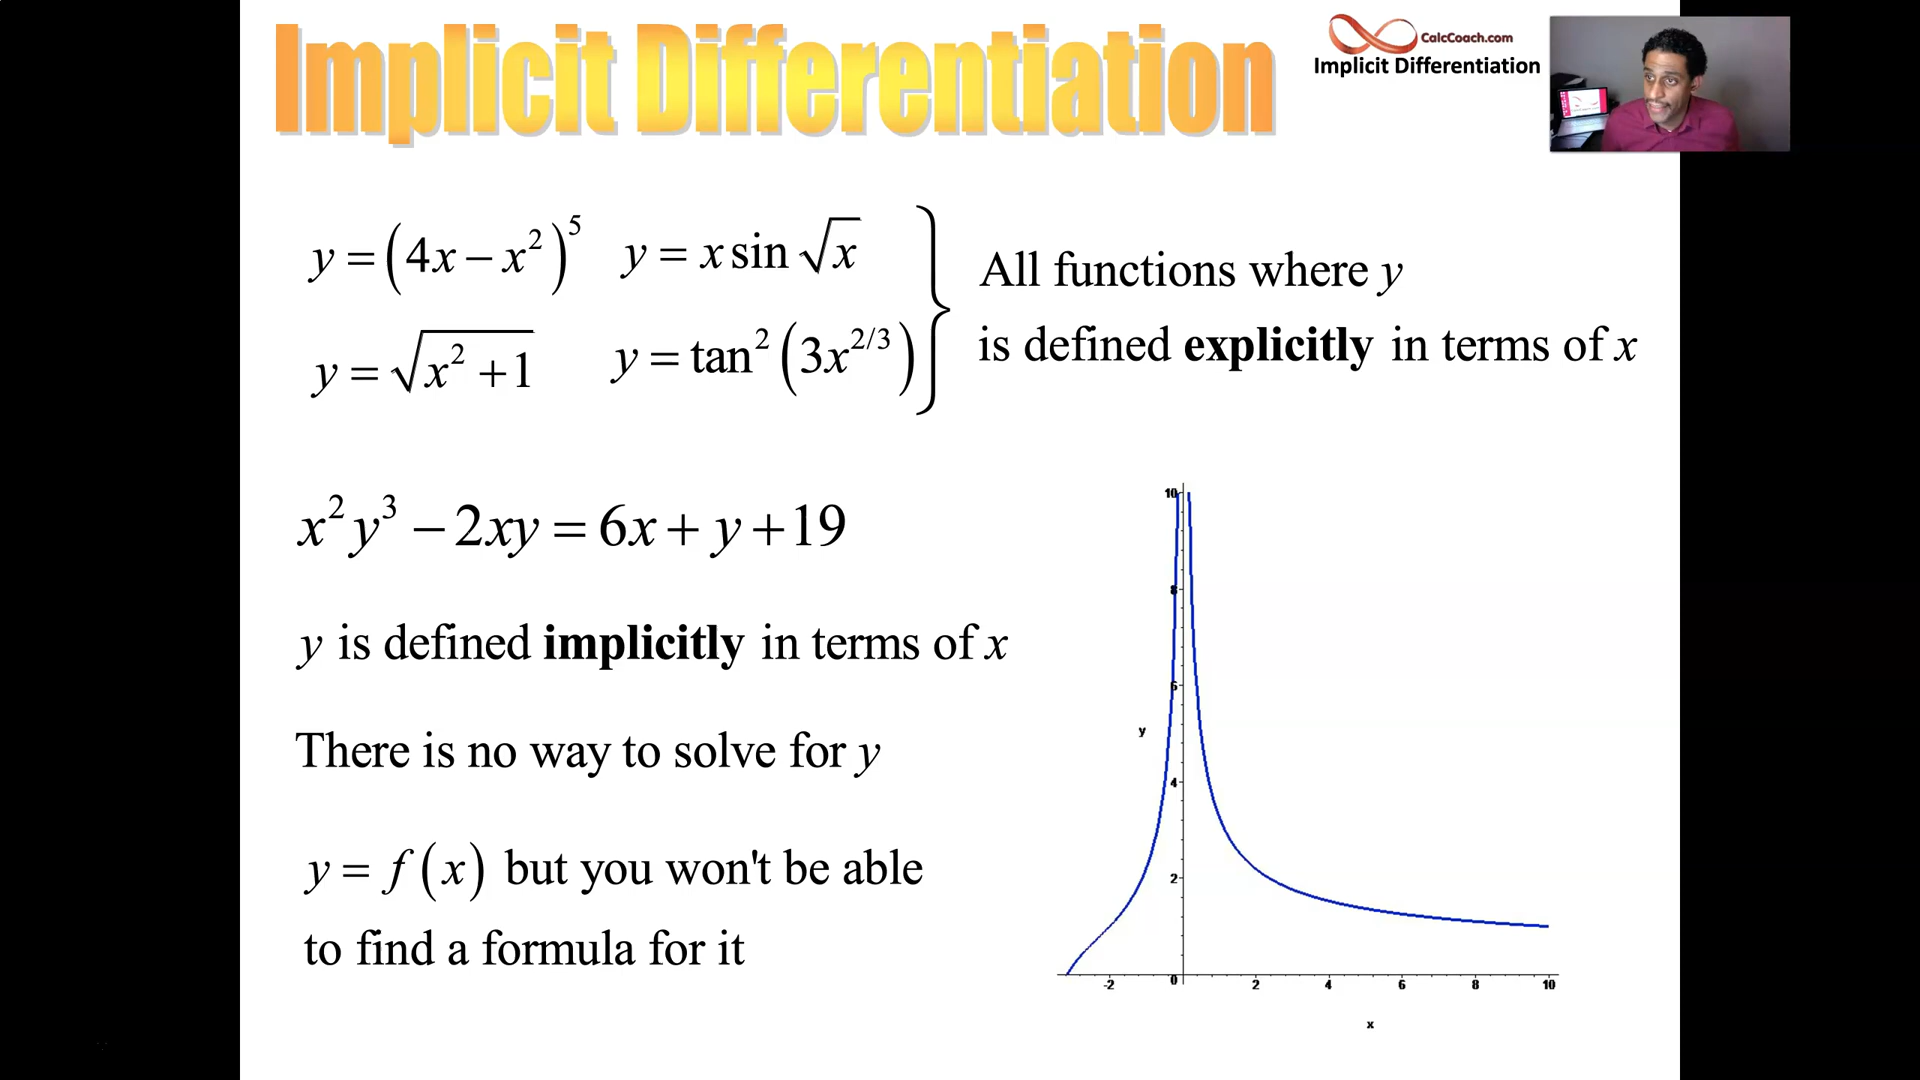 Implicit Differentiation
CalcCoach.com
Implicit Differentiation
y = (4x − x²)⁵ y = x sin √x
y = √(x² + 1) y = tan² (3x^(2/3))
All functions where y
is defined explicitly in terms of x
x²y³ − 2xy = 6x + y + 19
y is defined implicitly in terms of x
There is no way to solve for y
y = f(x) but you won't be able
to find a formula for it
10
8
6
y
4
2
-2 0 2 4 6 8 10
x